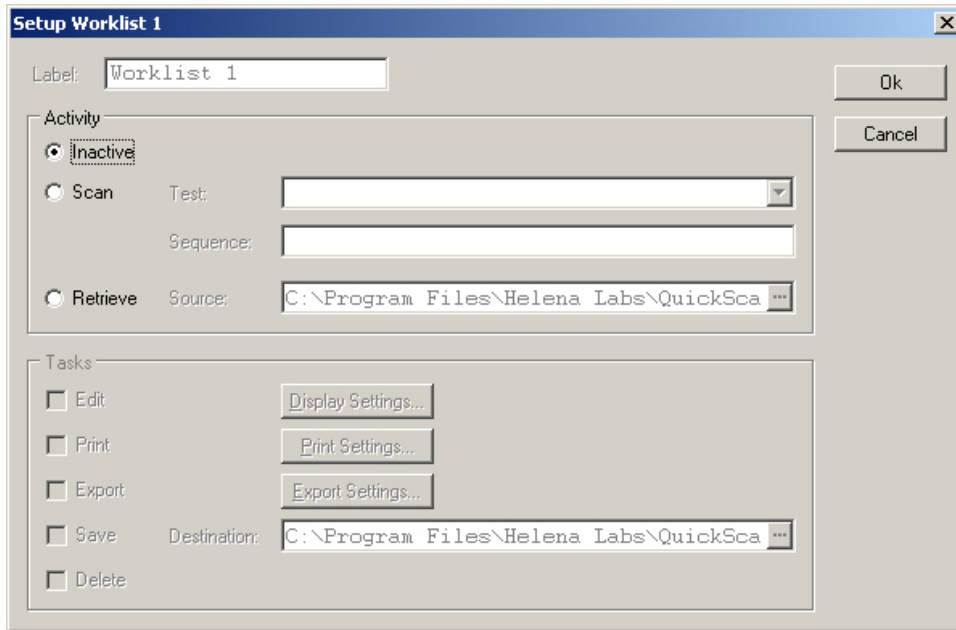 Setup Worklist 1
Label: Worklist 1
Ok
Cancel
Activity
Inactive
Scan Test:
Sequence:
Retrieve Source: C:\Program Files\Helena Labs\QuickSca ...
Tasks
Edit Display Settings...
Print Print Settings...
Export Export Settings...
Save Destination: C:\Program Files\Helena Labs\QuickSca ...
Delete